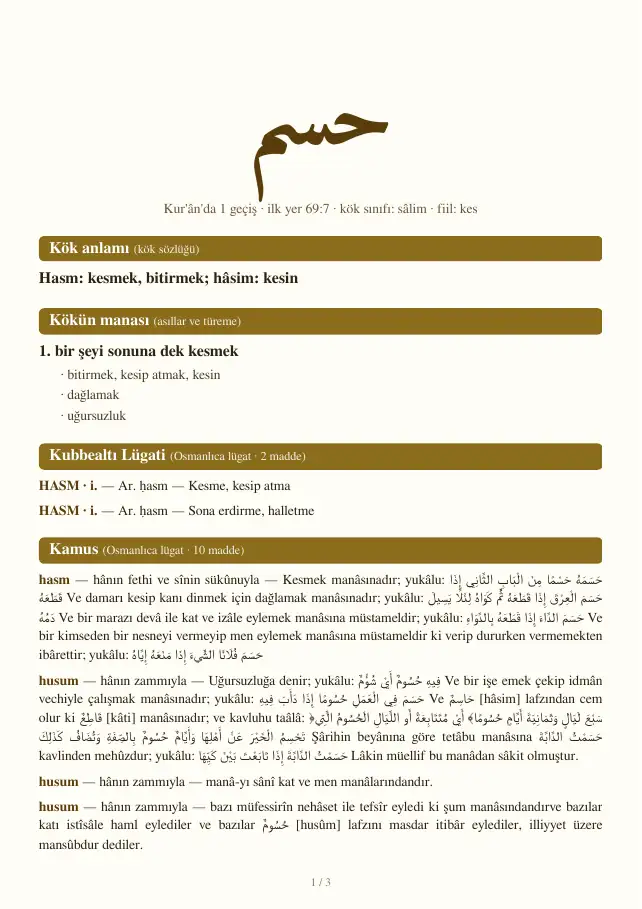 حسم
Kur'ân'da 1 geçiş · ilk yer 69:7 · kök sınıfı: sâlim · fiil: kes
Kök anlamı (kök sözlüğü)
Hasm: kesmek, bitirmek; hâsim: kesin
Kökün manası (asıllar ve türeme)
1. bir şeyi sonuna dek kesmek
· bitirmek, kesip atmak, kesin
· dağlamak
· uğursuzluk
Kubbealtı Lügati (Osmanlıca lügat · 2 madde)
HASM · i. — Ar. ḥasm — Kesme, kesip atma
HASM · i. — Ar. ḥasm — Sona erdirme, halletme
Kamus (Osmanlıca lügat · 10 madde)
hasm — hânın fethi ve sînin sükûnuyla — Kesmek manâsınadır; yukâlu: حَسَمَهُ حَسْمًا مِنَ الْبَابِ الثَّانِي إِذَا
قَطَعَهُ Ve damarı kesip kanı dinmek için dağlamak manâsınadır; yukâlu: حَسَمَ الْعِرْقَ إِذَا قَطَعَهُ ثُمَّ كَوَاهُ لِئَلَّا يَسِيلَ
دَمُهُ Ve bir marazı devâ ile kat ve izâle eylemek manâsına müstameldir; yukâlu: حَسَمَ الدَّاءَ إِذَا قَطَعَهُ بِالدَّوَاءِ Ve
bir kimseden bir nesneyi vermeyip men eylemek manâsına müstameldir ki verip dururken vermemekten
ibârettir; yukâlu: حَسَمَ فُلَانًا الشَّيْءَ إِذَا مَنَعَهُ إِيَّاهُ
husum — hânın zammıyla — Uğursuzluğa denir; yukâlu: فِيهِ حُسُومٌ أَيْ شُؤْمٌ Ve bir işe emek çekip idmân
vechiyle çalışmak manâsınadır; yukâlu: حَسَمَ فِي الْعَمَلِ حُسُومًا إِذَا دَأَبَ فِيهِ Ve حَاسِمٌ [hâsim] lafzından cem
olur ki قَاطِعٌ [kâti] manâsınadır; ve kavluhu taâlâ: ﴿سَبْعَ لَيَالٍ وَثَمَانِيَةَ أَيَّامٍ حُسُومًا﴾ أَيْ مُتَتَابِعَةً أَوِ اللَّيَالِ الْحُسُومُ الَّتِي
تَحْسِمُ الْخَيْرَ عَنْ أَهْلِهَا وَأَيَّامٌ حُسُومٌ بِالصِّفَةِ وَتُضَافُ كَذَلِكَ Şârihin beyânına göre tetâbu manâsına حَسَمْتُ الدَّابَّةَ
kavlinden mehûzdur; yukâlu: حَسَمْتُ الدَّابَّةَ إِذَا تَابَعْتَ بَيْنَ كَيِّهَا Lâkin müellif bu manâdan sâkit olmuştur.
husum — hânın zammıyla — manâ-yı sânî kat ve men manâlarındandır.
husum — hânın zammıyla — bazı müfessirîn nehâset ile tefsîr eyledi ki şum manâsındandırve bazılar
katı istîsâle haml eylediler ve bazılar حُسُومٌ [husûm] lafzını masdar itibâr eylediler, illiyyet üzere
mansûbdur dediler.
1 / 3